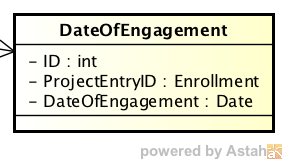 DateOfEngagement
- ID : int
- ProjectEntryID : Enrollment
- DateOfEngagement : Date
powered by Astah